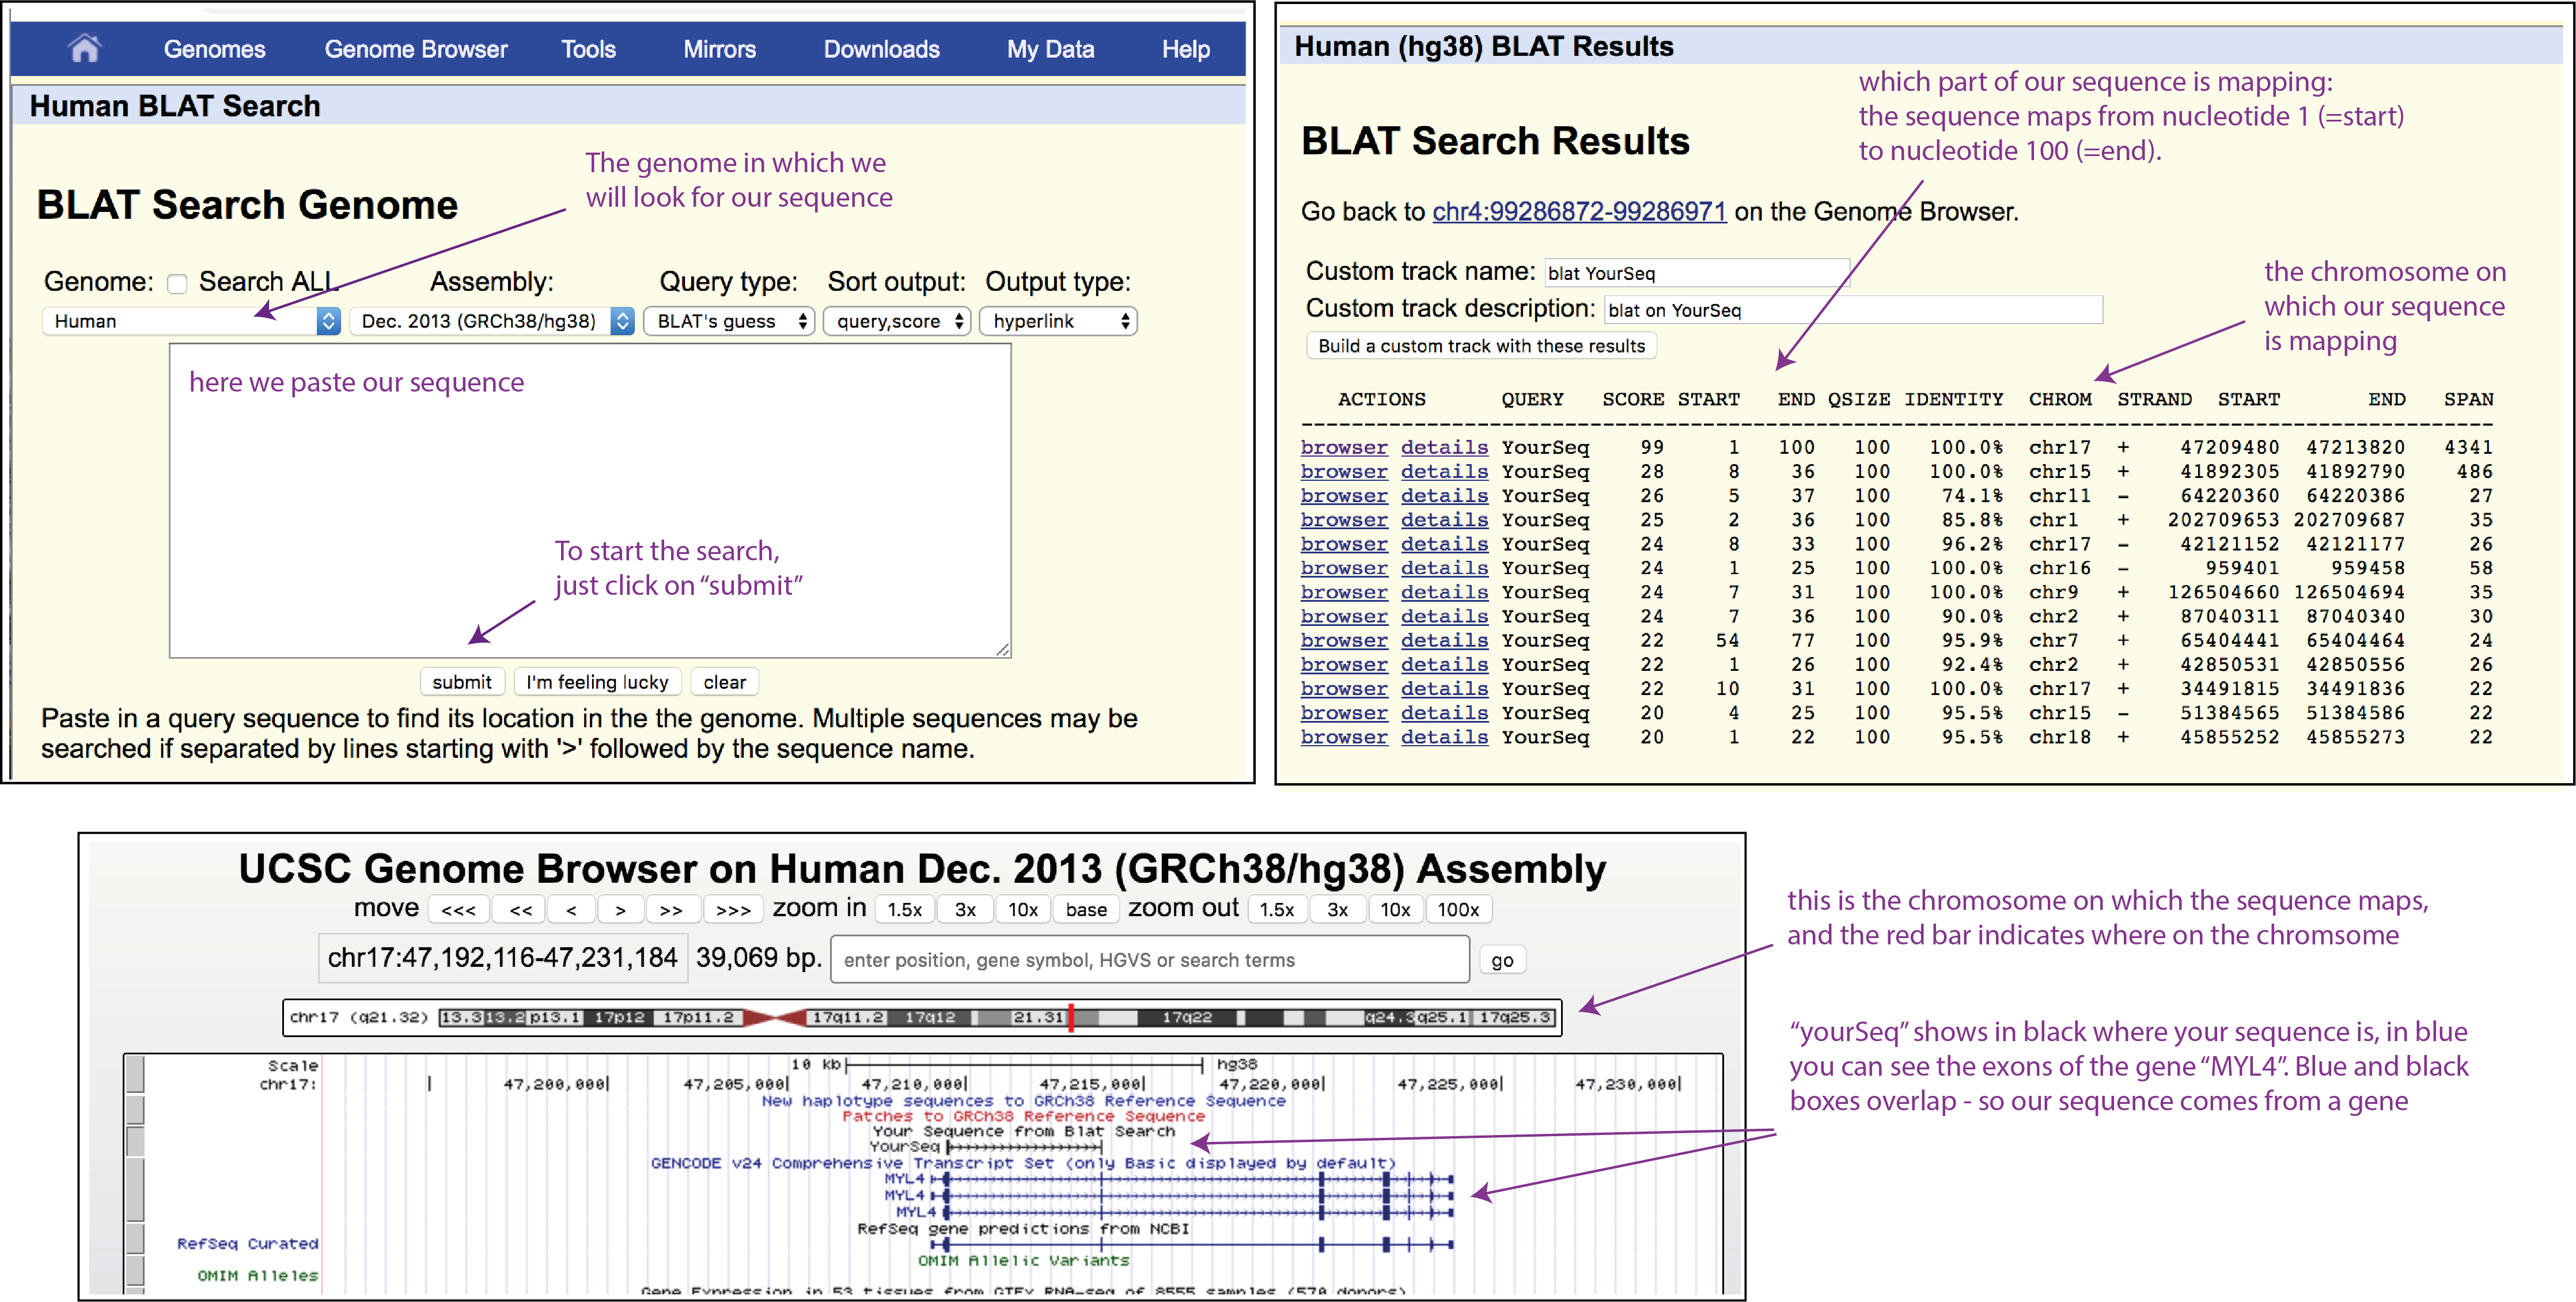 Genomes Genome Browser Tools Mirrors Downloads My Data Help
Human BLAT Search
The genome in which we
will look for our sequence
BLAT Search Genome
Genome: Search ALL Assembly: Query type: Sort output: Output type:
Human Dec. 2013 (GRCh38/hg38) BLAT's guess query,score hyperlink
here we paste our sequence
To start the search,
just click on “submit”
submit I'm feeling lucky clear
Paste in a query sequence to find its location in the the genome. Multiple sequences may be
searched if separated by lines starting with '>' followed by the sequence name.
Human (hg38) BLAT Results
which part of our sequence is mapping:
the sequence maps from nucleotide 1 (=start)
to nucleotide 100 (=end).
BLAT Search Results
Go back to chr4:99286872-99286971 on the Genome Browser.
Custom track name: blat YourSeq
Custom track description: blat on YourSeq
Build a custom track with these results
the chromosome on
which our sequence
is mapping
ACTIONS QUERY SCORE START END QSIZE IDENTITY CHROM STRAND START END SPAN
browser details YourSeq 99 1 100 100 100.0% chr17 + 47209480 47213820 4341
browser details YourSeq 28 8 36 100 100.0% chr15 + 41892305 41892790 486
browser details YourSeq 26 5 37 100 74.1% chr11 - 64220360 64220386 27
browser details YourSeq 25 2 36 100 85.8% chr1 + 202709653 202709687 35
browser details YourSeq 24 8 33 100 96.2% chr17 - 42121152 42121177 26
browser details YourSeq 24 1 25 100 100.0% chr16 - 959401 959458 58
browser details YourSeq 24 7 31 100 100.0% chr9 + 126504660 126504694 35
browser details YourSeq 24 7 36 100 90.0% chr2 + 87040311 87040340 30
browser details YourSeq 22 54 77 100 95.9% chr7 + 65404441 65404464 24
browser details YourSeq 22 1 26 100 92.4% chr2 + 42850531 42850556 26
browser details YourSeq 22 10 31 100 100.0% chr17 + 34491815 34491836 22
browser details YourSeq 20 4 25 100 95.5% chr15 - 51384565 51384586 22
browser details YourSeq 20 1 22 100 95.5% chr18 + 45855252 45855273 22
UCSC Genome Browser on Human Dec. 2013 (GRCh38/hg38) Assembly
move <<< << < > >> >>> zoom in 1.5x 3x 10x base zoom out 1.5x 3x 10x 100x
chr17:47,192,116-47,231,184 39,069 bp. enter position, gene symbol, HGVS or search terms go
chr17 (q21.32) 13.3 13.2 p13.1 17p12 17p11.2 17q11.2 17q12 21.31 17q22 q24.3 q25.1 17q25.3
Scale 10 kb hg38
chr17: 47,200,000 47,205,000 47,210,000 47,215,000 47,220,000 47,225,000 47,230,000
New haplotype sequences to GRCh38 Reference Sequence
Patches to GRCh38 Reference Sequence
Your Sequence from Blat Search
YourSeq
GENCODE v24 Comprehensive Transcript Set (only Basic displayed by default)
MYL4
MYL4
MYL4
RefSeq gene predictions from NCBI
RefSeq Curated
OMIM Allelic Variants
OMIM Alleles
Gene Expression in 53 tissues from GTEx RNA-seq of 8555 samples (570 donors)
this is the chromosome on which the sequence maps,
and the red bar indicates where on the chromsome
“yourSeq” shows in black where your sequence is, in blue
you can see the exons of the gene “MYL4”. Blue and black
boxes overlap - so our sequence comes from a gene